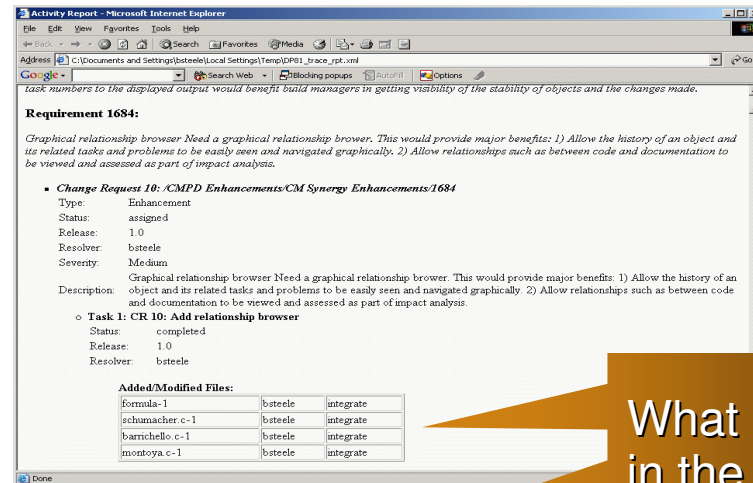 Activity Report - Microsoft Internet Explorer
File Edit View Favorites Tools Help
Back Search Favorites Media
Address C:\Documents and Settings\bsteele\Local Settings\Temp\DP81_trace_rpt.xml Go
Google Search Web Blocking popups AutoFill Options
task numbers to the displayed output would benefit build managers in getting visibility of the stability of objects and the changes made.
Requirement 1684:
Graphical relationship browser Need a graphical relationship brower. This would provide major benefits: 1) Allow the history of an object and
its related tasks and problems to be easily seen and navigated graphically. 2) Allow relationships such as between code and documentation to
be viewed and assessed as part of impact analysis.
Change Request 10: /CMPD Enhancements/CM Synergy Enhancements/1684
Type: Enhancement
Status: assigned
Release: 1.0
Resolver: bsteele
Severity: Medium
Graphical relationship browser Need a graphical relationship brower. This would provide major benefits: 1) Allow the history of an
Description: object and its related tasks and problems to be easily seen and navigated graphically. 2) Allow relationships such as between code
and documentation to be viewed and assessed as part of impact analysis.
Task 1: CR 10: Add relationship browser
Status: completed
Release: 1.0
Resolver: bsteele
Added/Modified Files:
formula-1 bsteele integrate
schumacher.c-1 bsteele integrate
barrichello.c-1 bsteele integrate
montoya.c-1 bsteele integrate
What
in the
Done